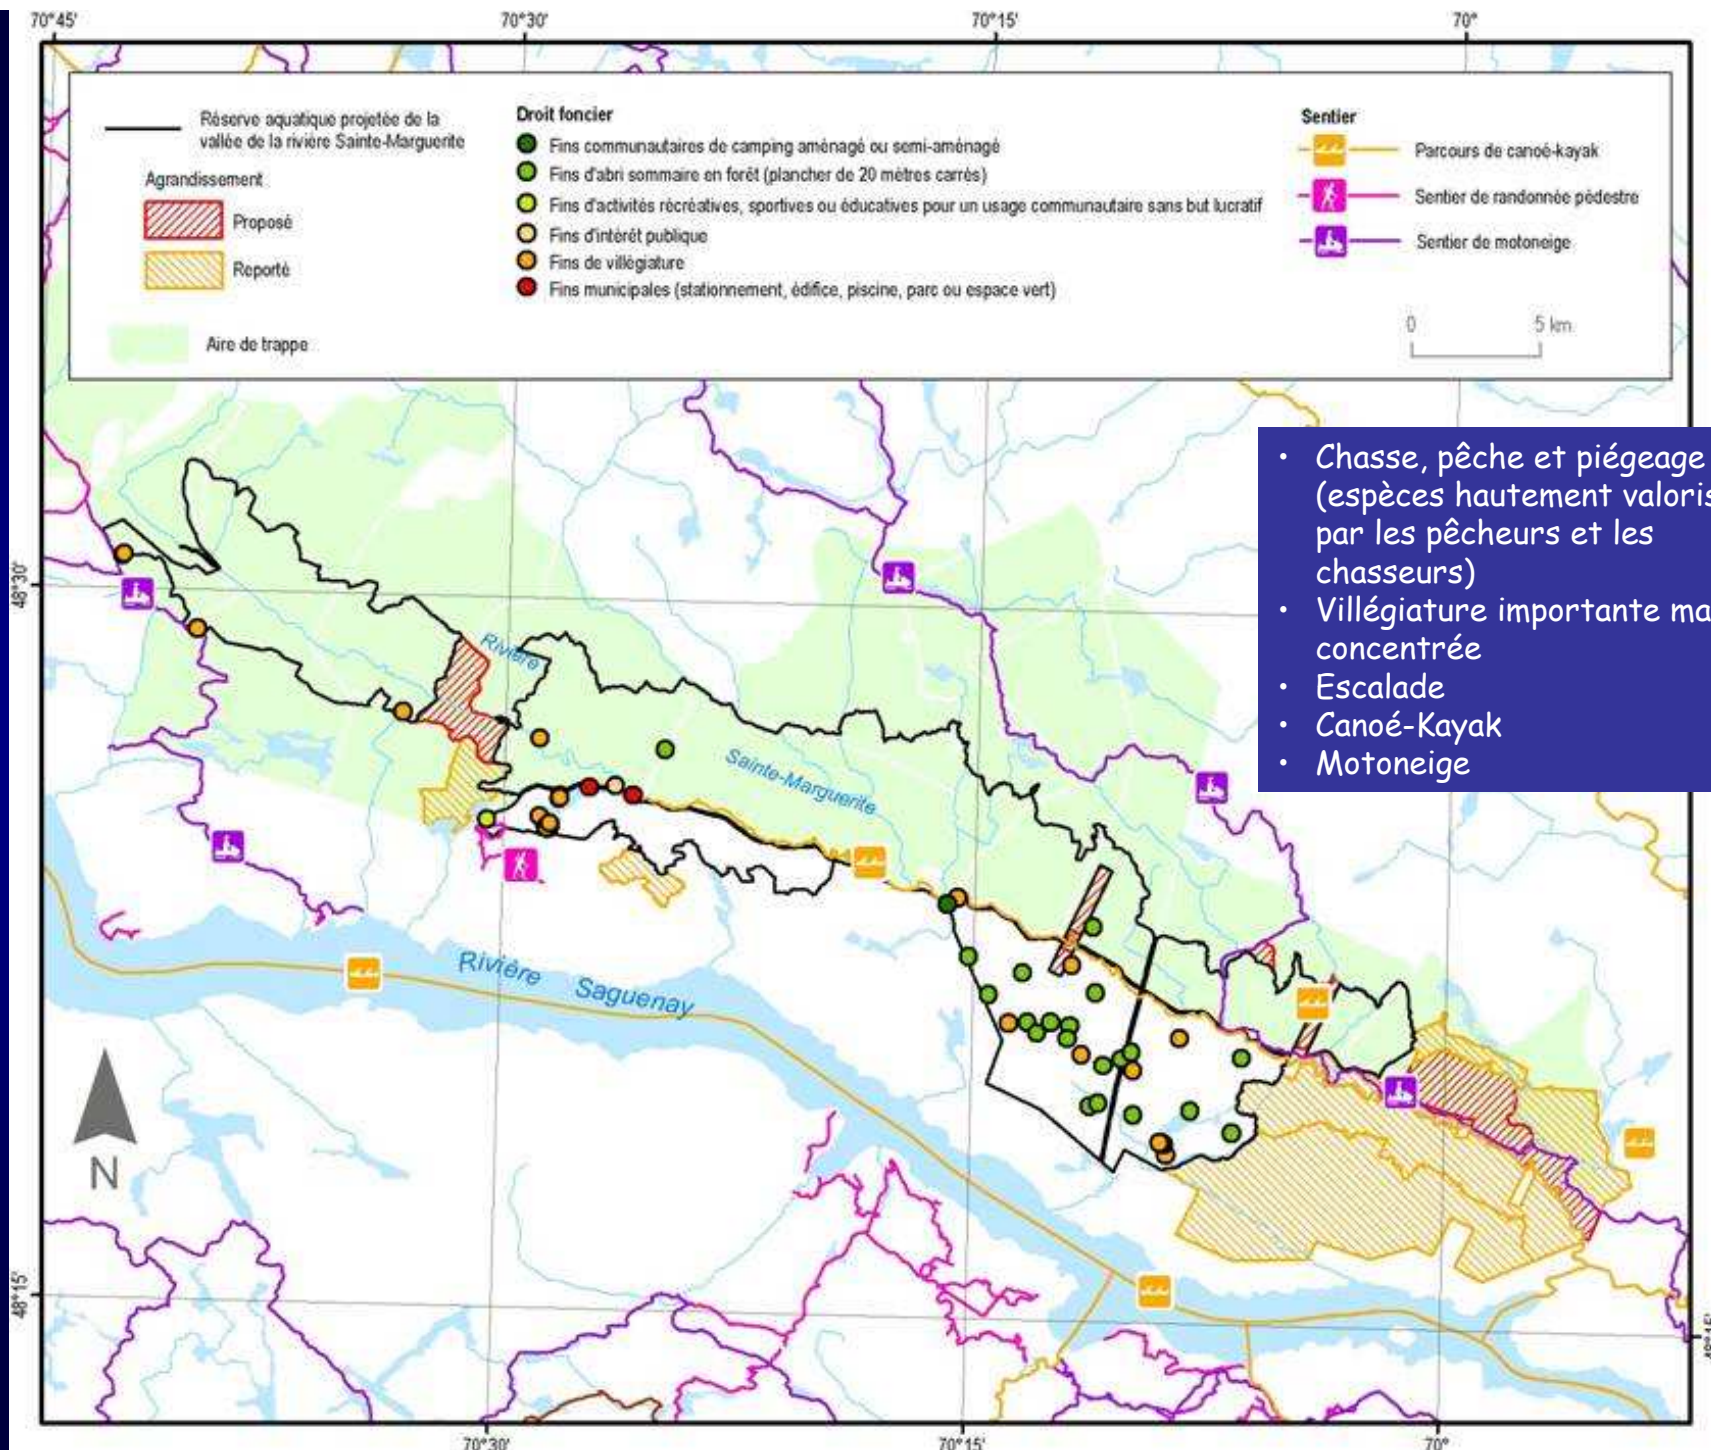 70°45'
70°30'
70°15'
70°
Réserve aquatique projetée de la
vallée de la rivière Sainte-Marguerite
Agrandissement
Proposé
Reporté
Aire de trappe
Droit foncier
Fins communautaires de camping aménagé ou semi-aménagé
Fins d'abri sommaire en forêt (plancher de 20 mètres carrés)
Fins d'activités récréatives, sportives ou éducatives pour un usage communautaire sans but lucratif
Fins d'intérêt publique
Fins de villégiature
Fins municipales (stationnement, édifice, piscine, parc ou espace vert)
Sentier
Parcours de canoé-kayak
Sentier de randonnée pédestre
Sentier de motoneige
0 5 km
• Chasse, pêche et piégeage
(espèces hautement valoris
par les pêcheurs et les
chasseurs)
• Villégiature importante ma
concentrée
• Escalade
• Canoé-Kayak
• Motoneige
48°30'
Rivière
Sainte-Marguerite
Rivière Saguenay
N
48°15'
48°15'
70°30'
70°15'
70°